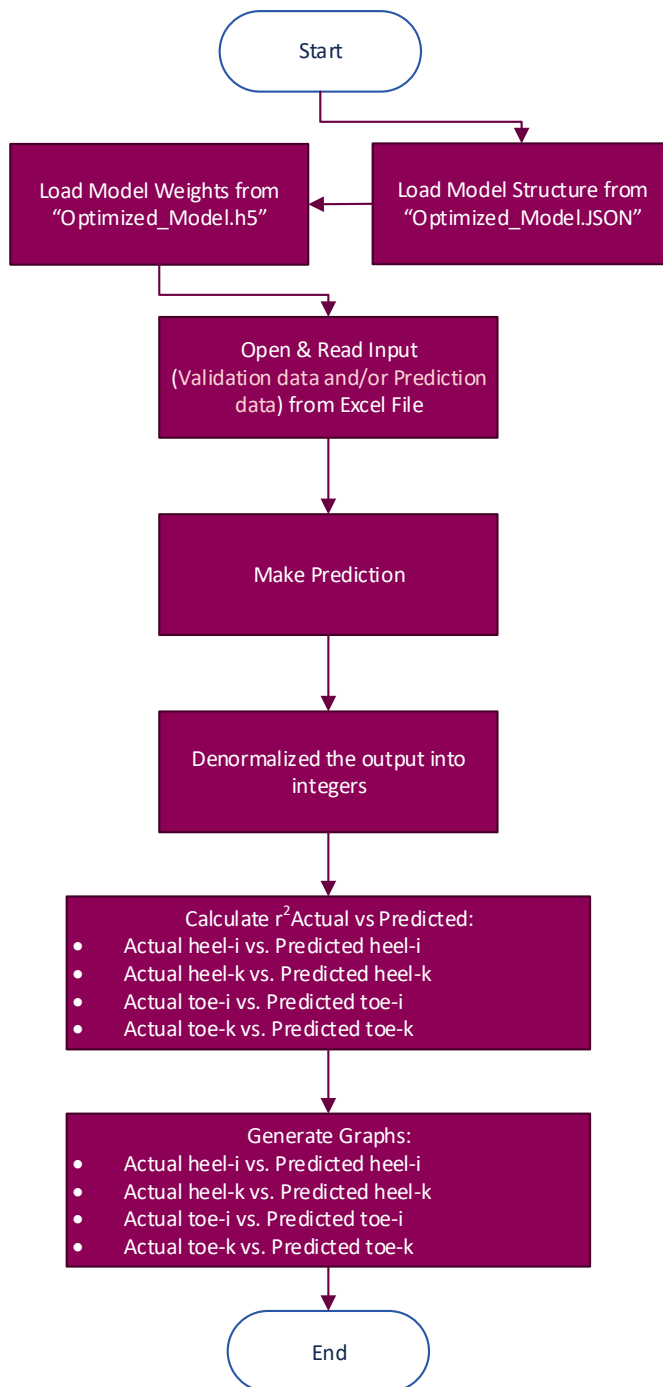 Start
Load Model Structure from
“Optimized_Model.JSON”
Load Model Weights from
“Optimized_Model.h5”
Open & Read Input
(Validation data and/or Prediction
data) from Excel File
Make Prediction
Denormalized the output into
integers
Calculate r²Actual vs Predicted:
• Actual heel-i vs. Predicted heel-i
• Actual heel-k vs. Predicted heel-k
• Actual toe-i vs. Predicted toe-i
• Actual toe-k vs. Predicted toe-k
Generate Graphs:
• Actual heel-i vs. Predicted heel-i
• Actual heel-k vs. Predicted heel-k
• Actual toe-i vs. Predicted toe-i
• Actual toe-k vs. Predicted toe-k
End